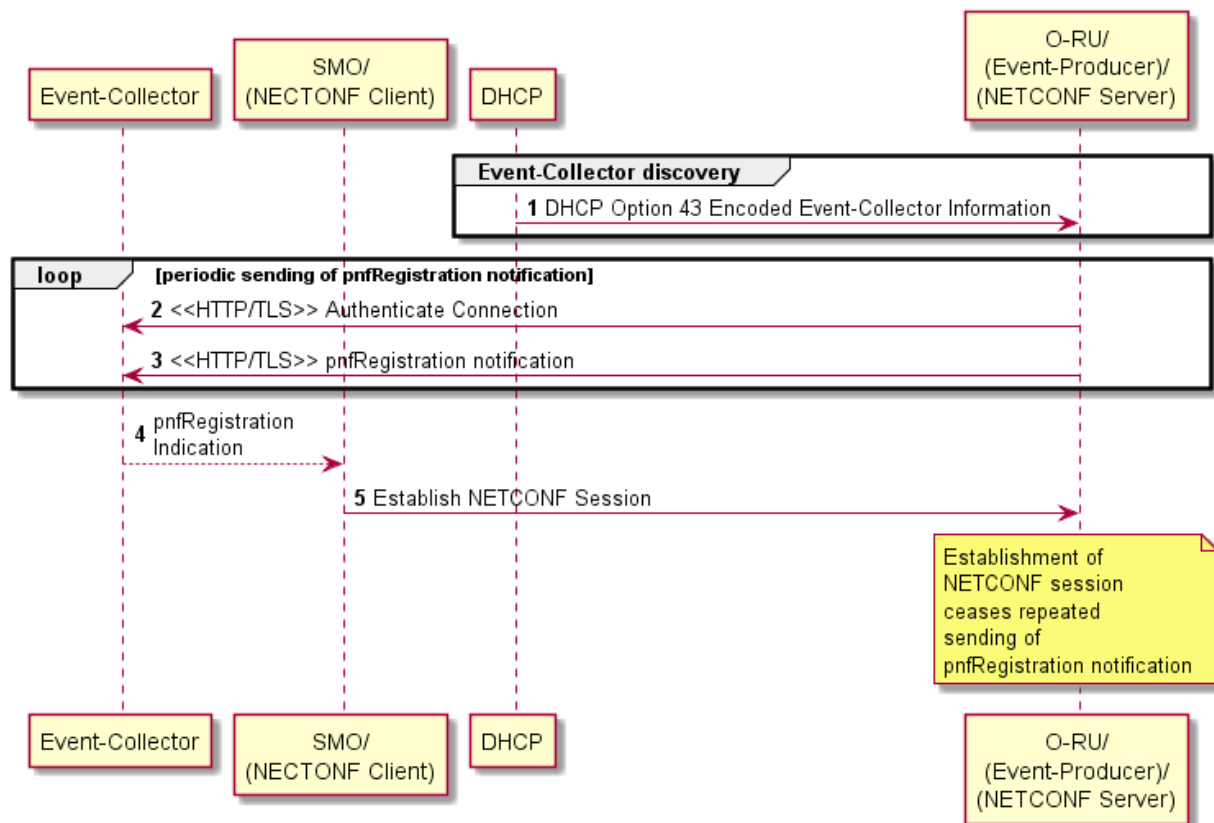 Event-Collector
SMO/
(NECTONF Client)
DHCP
O-RU/
(Event-Producer)/
(NETCONF Server)
Event-Collector discovery
1 DHCP Option 43 Encoded Event-Collector Information
loop [periodic sending of pnfRegistration notification]
2 <<HTTP/TLS>> Authenticate Connection
3 <<HTTP/TLS>> pnfRegistration notification
4 pnfRegistration
Indication
5 Establish NETCONF Session
Establishment of
NETCONF session
ceases repeated
sending of
pnfRegistration notification
Event-Collector
SMO/
(NECTONF Client)
DHCP
O-RU/
(Event-Producer)/
(NETCONF Server)